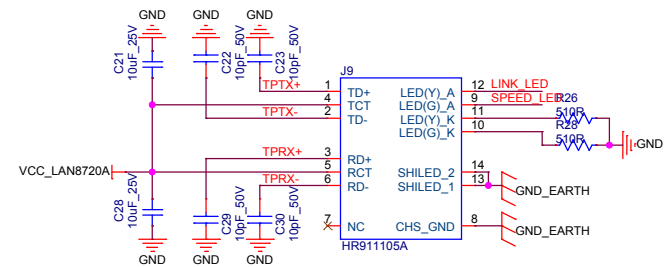 GND GND GND
C21
10uF_25V
C22
10pF_50V
C23
10pF_50V
J9
TPTX+ 1 TD+ LED(Y)_A 12 LINK_LED
4 TCT LED(G)_A 9 SPEED_LED
TPTX- 2 TD- LED(Y)_K 11 R26
510R
LED(G)_K 10 R28
510R
GND
TPRX+ 3 RD+
VCC_LAN8720A 5 RCT SHILED_2 14
TPRX- 6 RD- SHILED_1 13 GND_EARTH
C28
10uF_25V
C29
10pF_50V
C30
10pF_50V
7 NC CHS_GND 8 GND_EARTH
HR911105A
GND GND GND